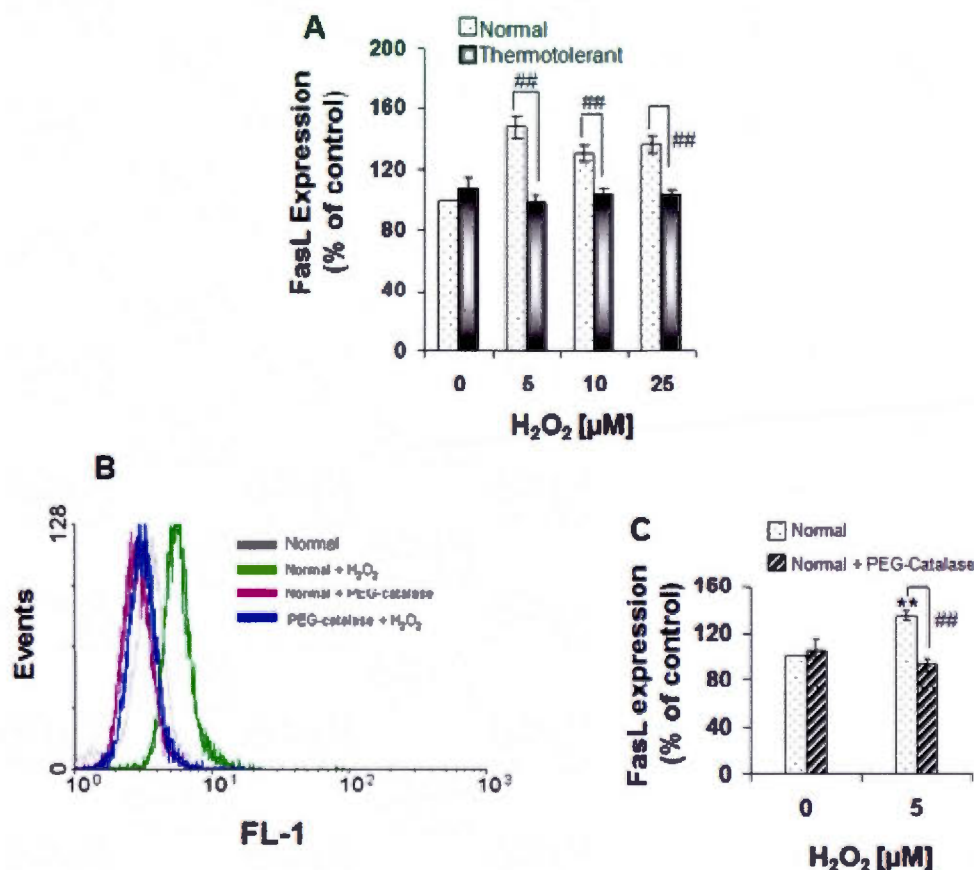 A
Normal
Thermotolerant
FasL Expression
(% of control)
200
160
120
80
40
0
##
##
##
0 5 10 25
H₂O₂ [µM]
B
Events
128
0
Normal
Normal + H₂O₂
Normal + PEG-catalase
PEG-catalase + H₂O₂
10⁰ 10¹ 10² 10³
FL-1
C
Normal
Normal + PEG-Catalase
FasL expression
(% of control)
160
120
80
40
0
**
##
0 5
H₂O₂ [µM]